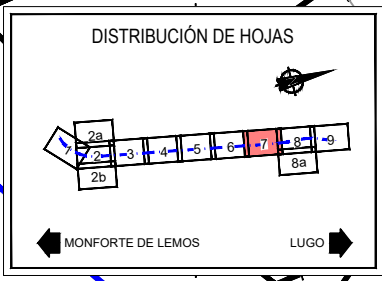 DISTRIBUCIÓN DE HOJAS
2a
1 2 3 4 5 6 7 8 9
2b 8a
MONFORTE DE LEMOS LUGO